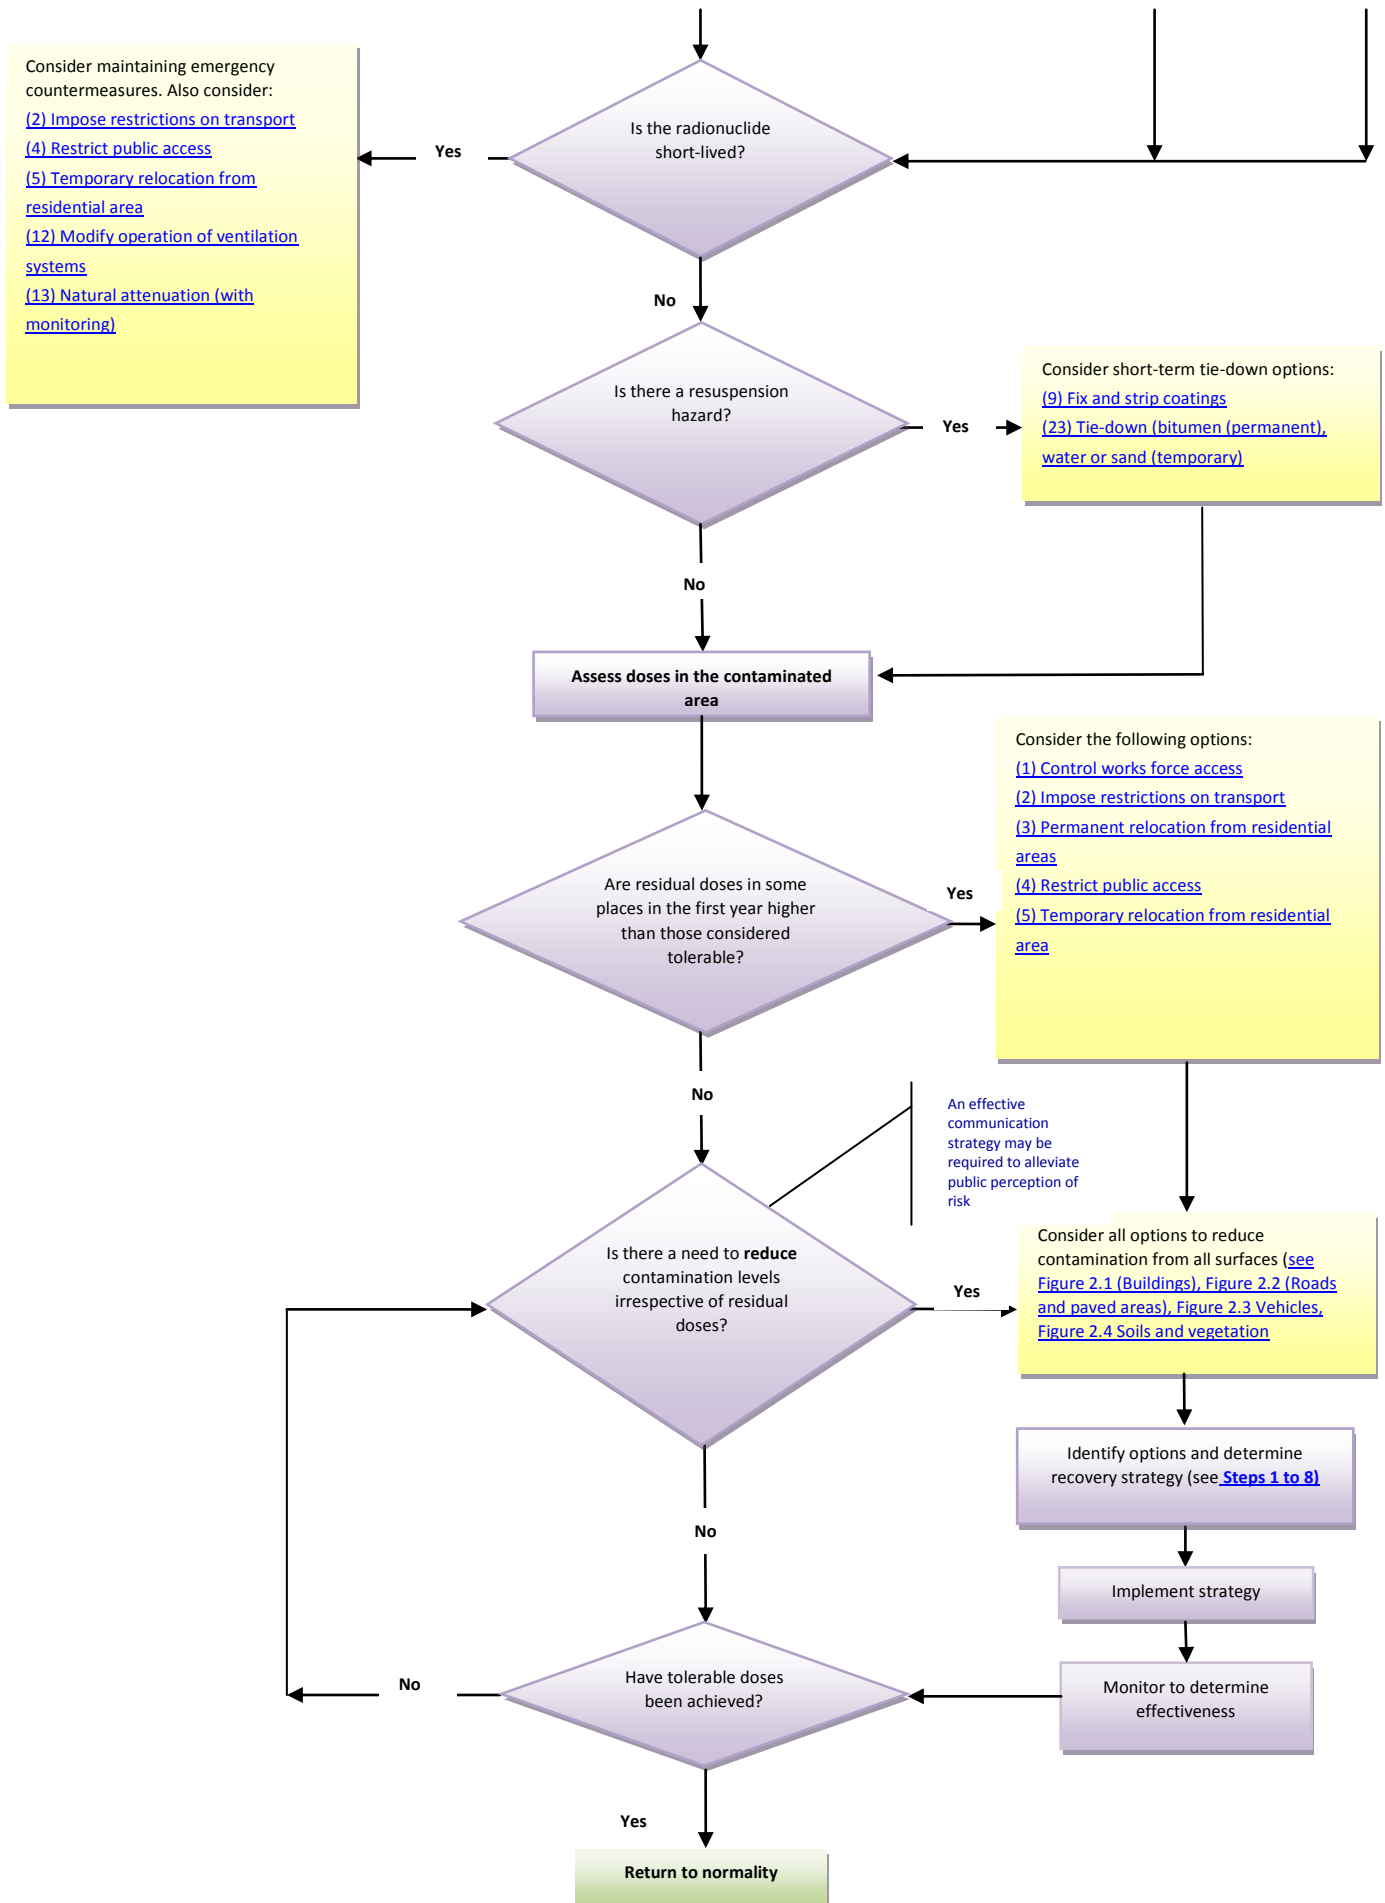 Consider maintaining emergency
countermeasures. Also consider:
(2) Impose restrictions on transport
(4) Restrict public access
(5) Temporary relocation from
residential area
(12) Modify operation of ventilation
systems
(13) Natural attenuation (with
monitoring)
Yes
Is the radionuclide
short-lived?
No
Is there a resuspension
hazard?
Yes
Consider short-term tie-down options:
(9) Fix and strip coatings
(23) Tie-down (bitumen (permanent),
water or sand (temporary)
No
Assess doses in the contaminated
area
Consider the following options:
(1) Control works force access
(2) Impose restrictions on transport
(3) Permanent relocation from residential
areas
(4) Restrict public access
(5) Temporary relocation from residential
area
Are residual doses in some
places in the first year higher
than those considered
tolerable?
Yes
No
An effective
communication
strategy may be
required to alleviate
public perception of
risk
Is there a need to reduce
contamination levels
irrespective of residual
doses?
Yes
Consider all options to reduce
contamination from all surfaces (see
Figure 2.1 (Buildings), Figure 2.2 (Roads
and paved areas), Figure 2.3 Vehicles,
Figure 2.4 Soils and vegetation
Identify options and determine
recovery strategy (see Steps 1 to 8)
No
Implement strategy
Monitor to determine
effectiveness
Have tolerable doses
been achieved?
No
Yes
Return to normality